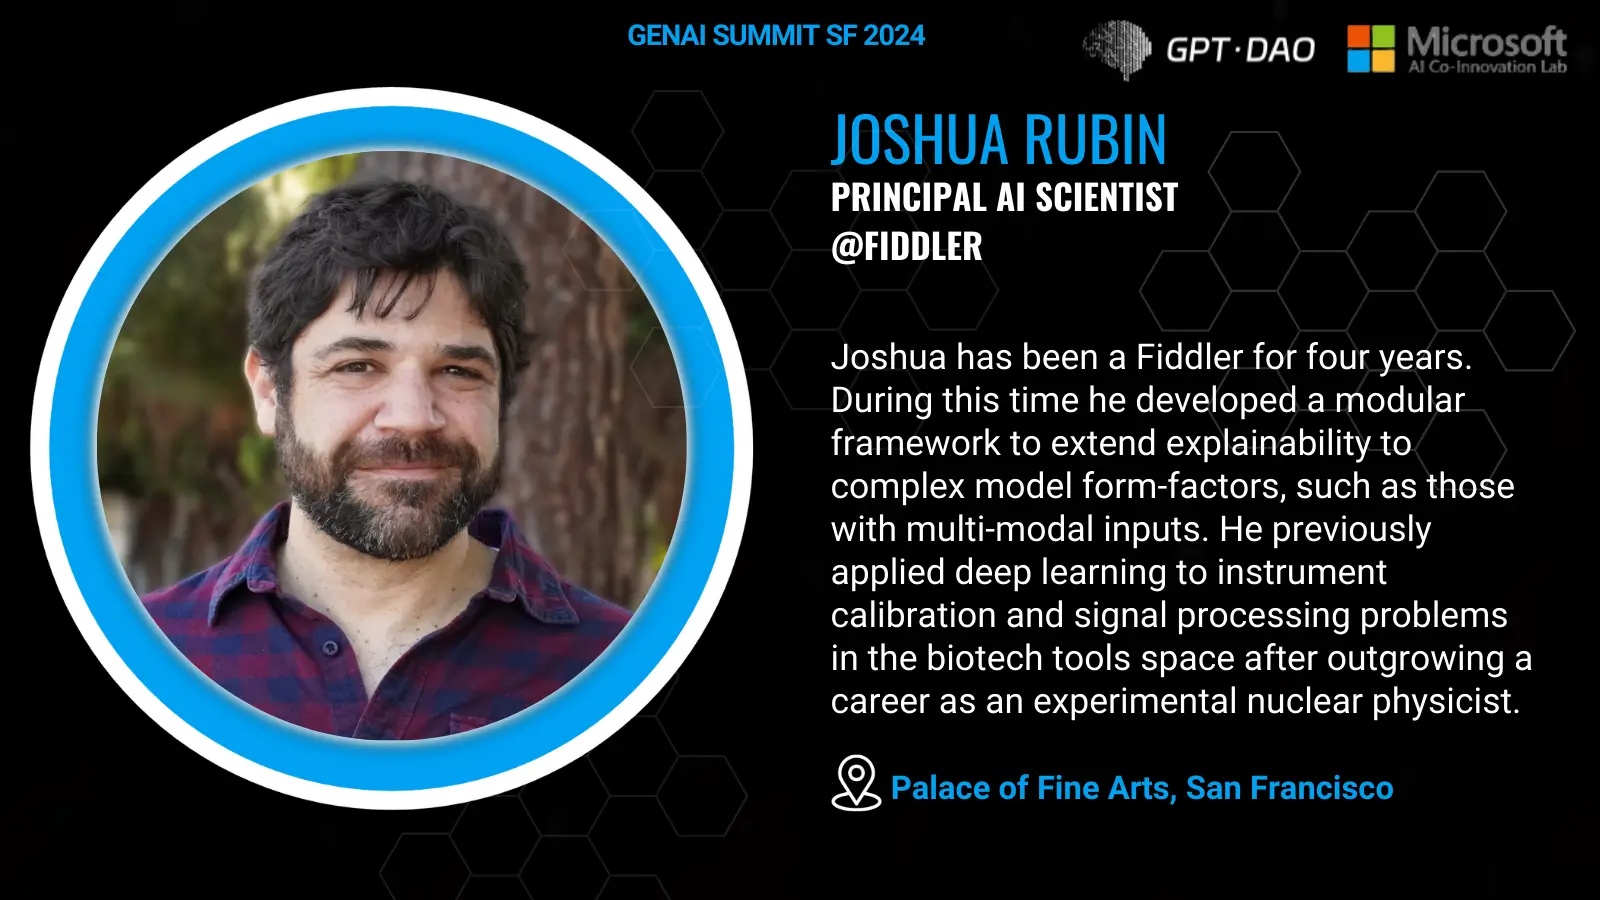 GENAI SUMMIT SF 2024
GPT·DAO
Microsoft
AI Co-Innovation Lab
JOSHUA RUBIN
PRINCIPAL AI SCIENTIST
@FIDDLER
Joshua has been a Fiddler for four years.
During this time he developed a modular
framework to extend explainability to
complex model form-factors, such as those
with multi-modal inputs. He previously
applied deep learning to instrument
calibration and signal processing problems
in the biotech tools space after outgrowing a
career as an experimental nuclear physicist.
Palace of Fine Arts, San Francisco